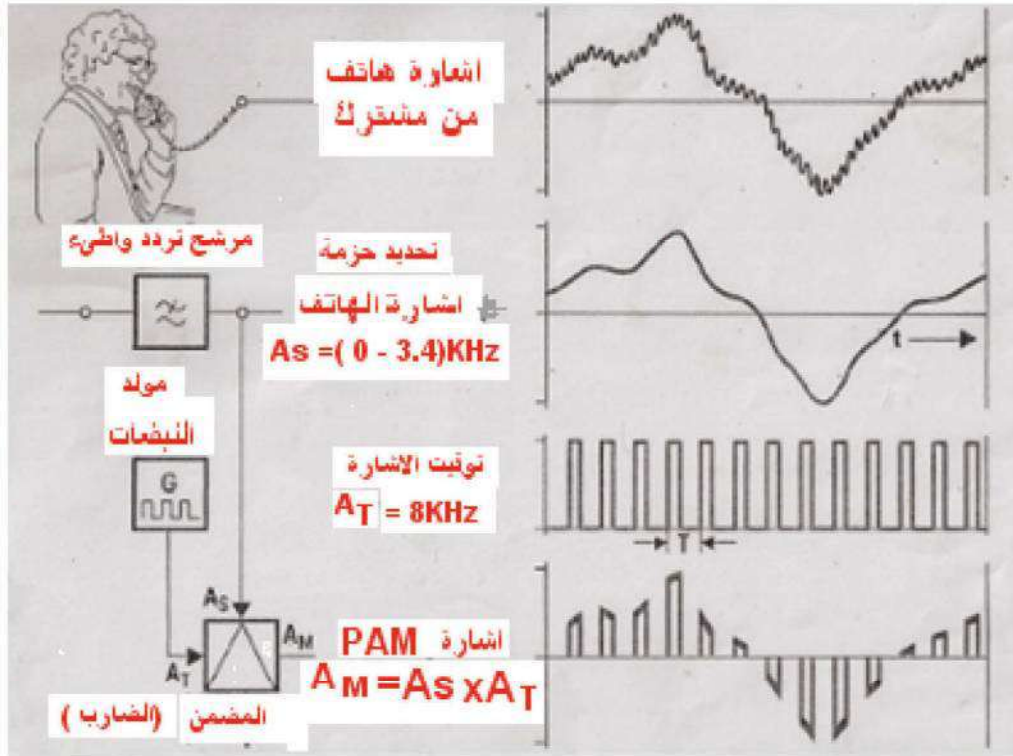 اشارة هاتف
من مشترك
مرشح تردد واطيء
تحديد حزمة
اشارة الهاتف
As =( 0 - 3.4)KHz
t
مولد
النبضات
G
توقيت الاشارة
AT = 8KHz
T
AS
AM
AT
اشارة PAM
AM =As xAT
المضمن (الضارب )